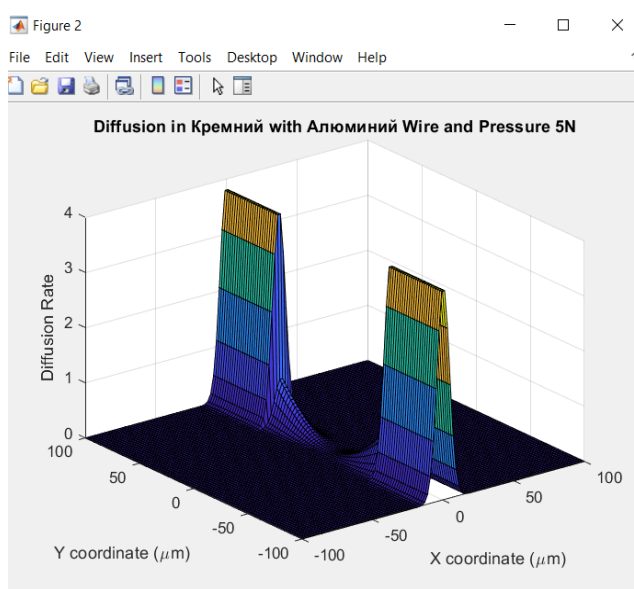 Figure 2
File Edit View Insert Tools Desktop Window Help
Diffusion in Кремний with Алюминий Wire and Pressure 5N
4
3
2
1
0
Diffusion Rate
100
50
0
-50
-100
Y coordinate (μm)
-100
-50
0
50
100
X coordinate (μm)